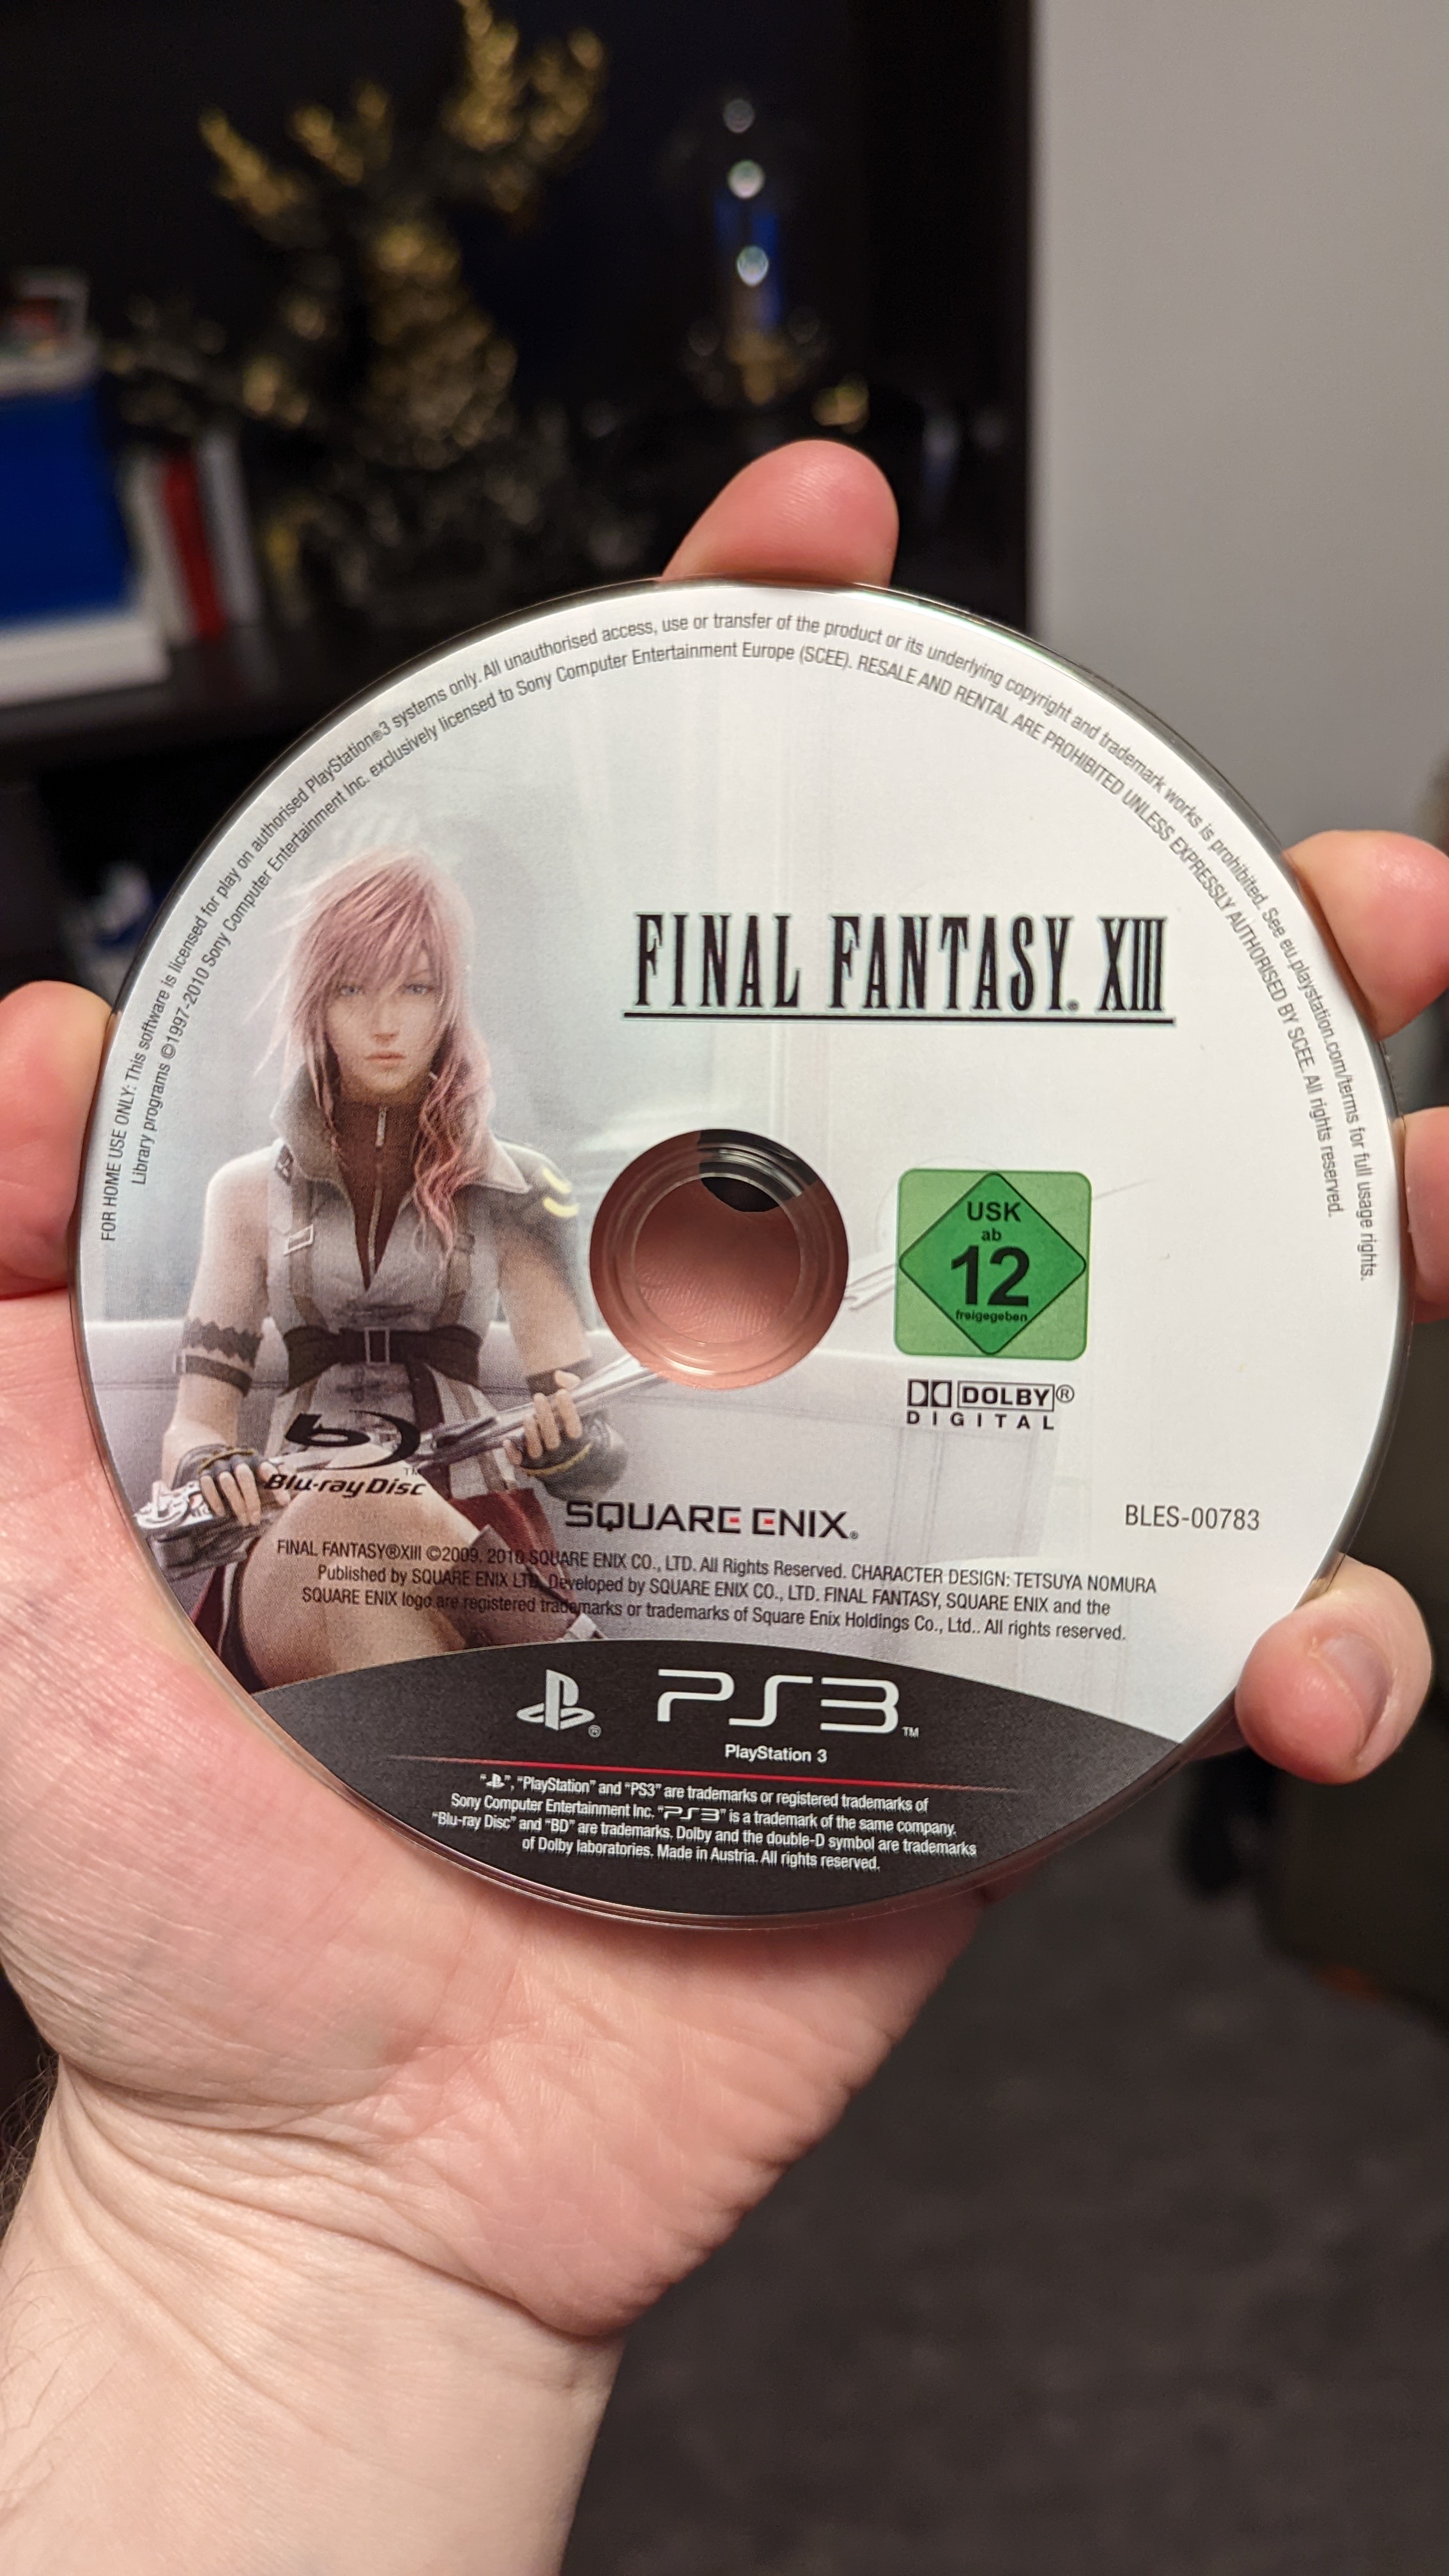 FOR HOME USE ONLY: This software is licensed for play on authorised PlayStation®3 systems only. All unauthorised access, use or transfer of the product or its underlying copyright and trademark works is prohibited. See eu.playstation.com/terms for full usage rights.
Library programs ©1997-2010 Sony Computer Entertainment Inc. exclusively licensed to Sony Computer Entertainment Europe (SCEE). RESALE AND RENTAL ARE PROHIBITED UNLESS EXPRESSLY AUTHORISED BY SCEE. All rights reserved.
FINAL FANTASY® XIII
USK
ab
12
freigegeben
DOLBY®
DIGITAL
Blu-ray Disc™
SQUARE ENIX®
BLES-00783
FINAL FANTASY®XIII ©2009, 2010 SQUARE ENIX CO., LTD. All Rights Reserved. CHARACTER DESIGN: TETSUYA NOMURA
Published by SQUARE ENIX LTD. Developed by SQUARE ENIX CO., LTD. FINAL FANTASY, SQUARE ENIX and the
SQUARE ENIX logo are registered trademarks or trademarks of Square Enix Holdings Co., Ltd.. All rights reserved.
® PS3™
PlayStation 3
“ ”, “PlayStation” and “PS3” are trademarks or registered trademarks of
Sony Computer Entertainment Inc. “PS3” is a trademark of the same company.
“Blu-ray Disc” and “BD” are trademarks. Dolby and the double-D symbol are trademarks
of Dolby laboratories. Made in Austria. All rights reserved.